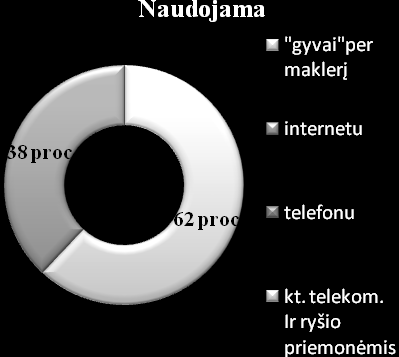 Naudojama
38 proc
62 proc
"gyvai"per
maklerį
internetu
telefonu
kt. telekom.
Ir ryšio
priemonėmis